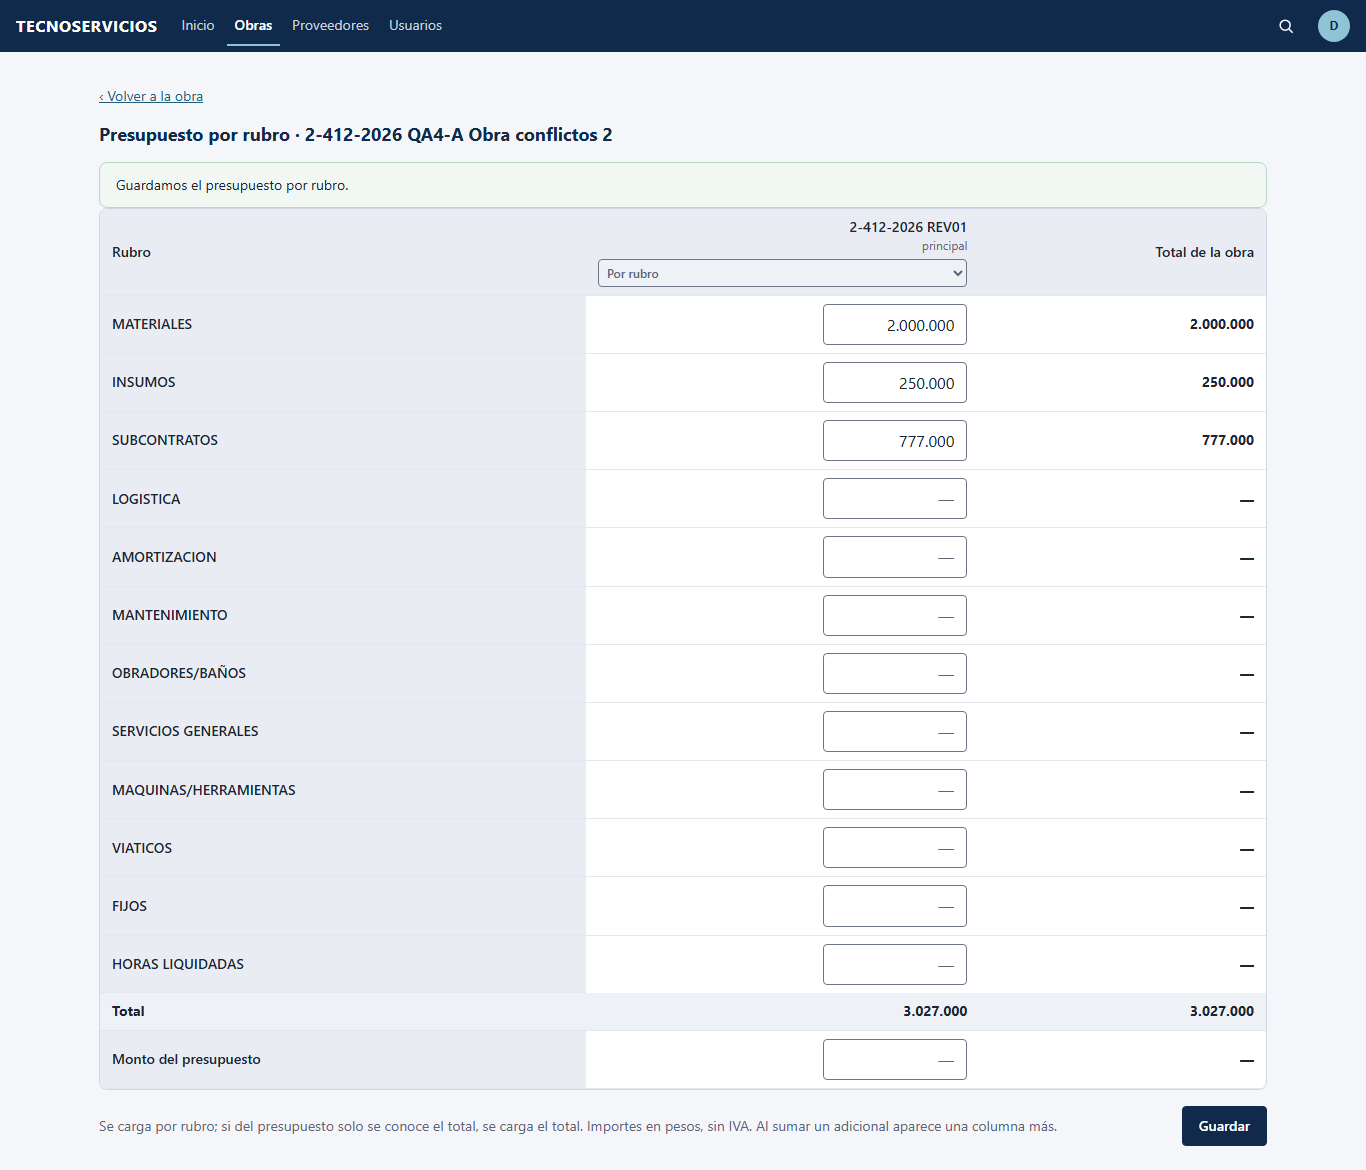 TECNOSERVICIOS Inicio Obras Proveedores Usuarios D
‹ Volver a la obra
Presupuesto por rubro · 2-412-2026 QA4-A Obra conflictos 2
Guardamos el presupuesto por rubro.
Rubro 2-412-2026 REV01 Total de la obra
principal
Por rubro
MATERIALES 2.000.000 2.000.000
INSUMOS 250.000 250.000
SUBCONTRATOS 777.000 777.000
LOGISTICA — —
AMORTIZACION — —
MANTENIMIENTO — —
OBRADORES/BAÑOS — —
SERVICIOS GENERALES — —
MAQUINAS/HERRAMIENTAS — —
VIATICOS — —
FIJOS — —
HORAS LIQUIDADAS — —
Total 3.027.000 3.027.000
Monto del presupuesto — —
Se carga por rubro; si del presupuesto solo se conoce el total, se carga el total. Importes en pesos, sin IVA. Al sumar un adicional aparece una columna más. Guardar